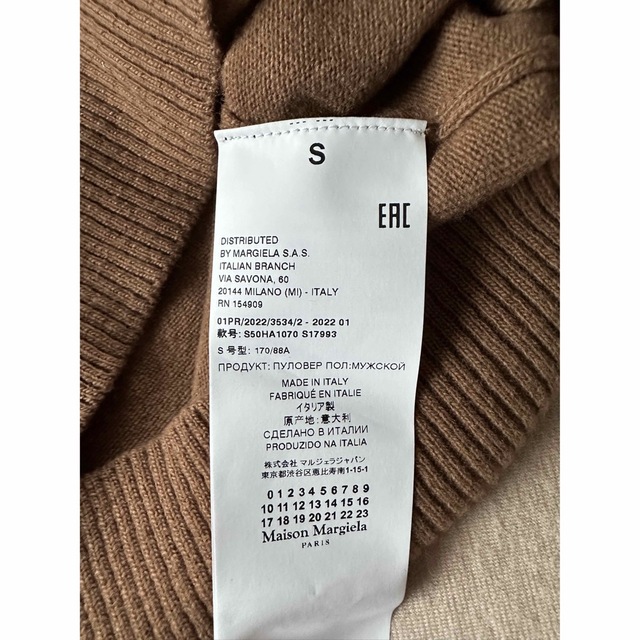 S
EAC
DISTRIBUTED
BY MARGIELA S.A.S.
ITALIAN BRANCH
VIA SAVONA, 60
20144 MILANO (MI) - ITALY
RN 154909
01PR/2022/3534/2 - 2022 01
款号: S50HA1070 S17993
S 号型: 170/88A
ПРОДУКТ: ПУЛОВЕР ПОЛ:МУЖСКОЙ
MADE IN ITALY
FABRIQUÉ EN ITALIE
イタリア製
原产地: 意大利
СДЕЛАНО В ИТАЛИИ
PRODUZIDO NA ITALIA
株式会社 マルジェラジャパン
東京都渋谷区恵比寿南1-15-1
0 1 2 3 4 5 6 7 8 9
10 11 12 13 14 15 16
17 18 19 20 21 22 23
Maison Margiela
PARIS